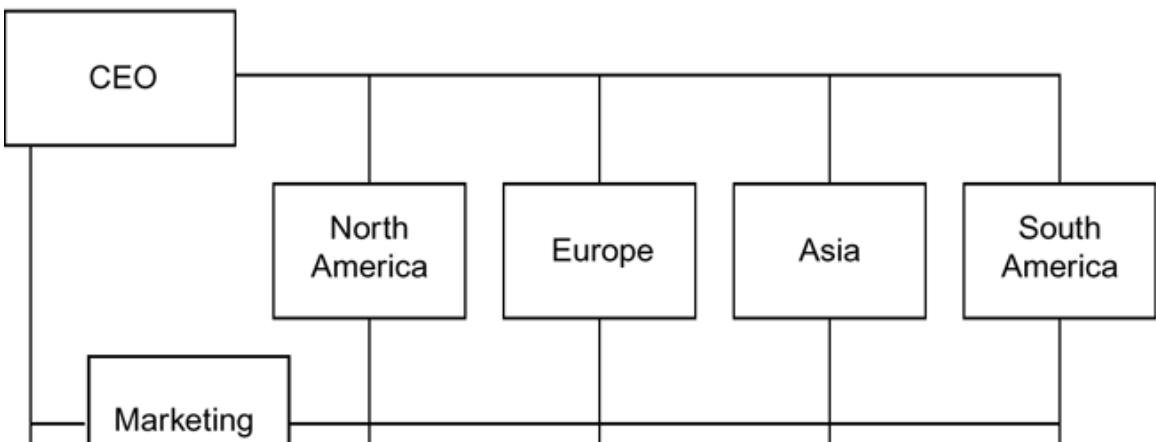 CEO
North
America
Europe
Asia
South
America
Marketing